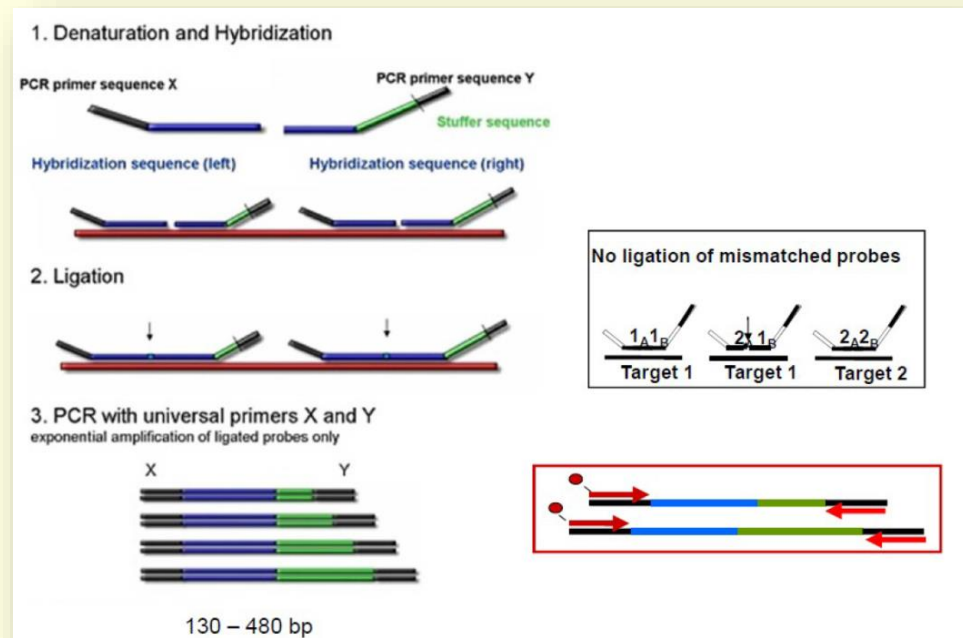 1. Denaturation and Hybridization
PCR primer sequence X
PCR primer sequence Y
Stuffer sequence
Hybridization sequence (left)
Hybridization sequence (right)
2. Ligation
3. PCR with universal primers X and Y
exponential amplification of ligated probes only
X Y
130 – 480 bp
No ligation of mismatched probes
1A1B 2A1B 2A2B
Target 1 Target 1 Target 2